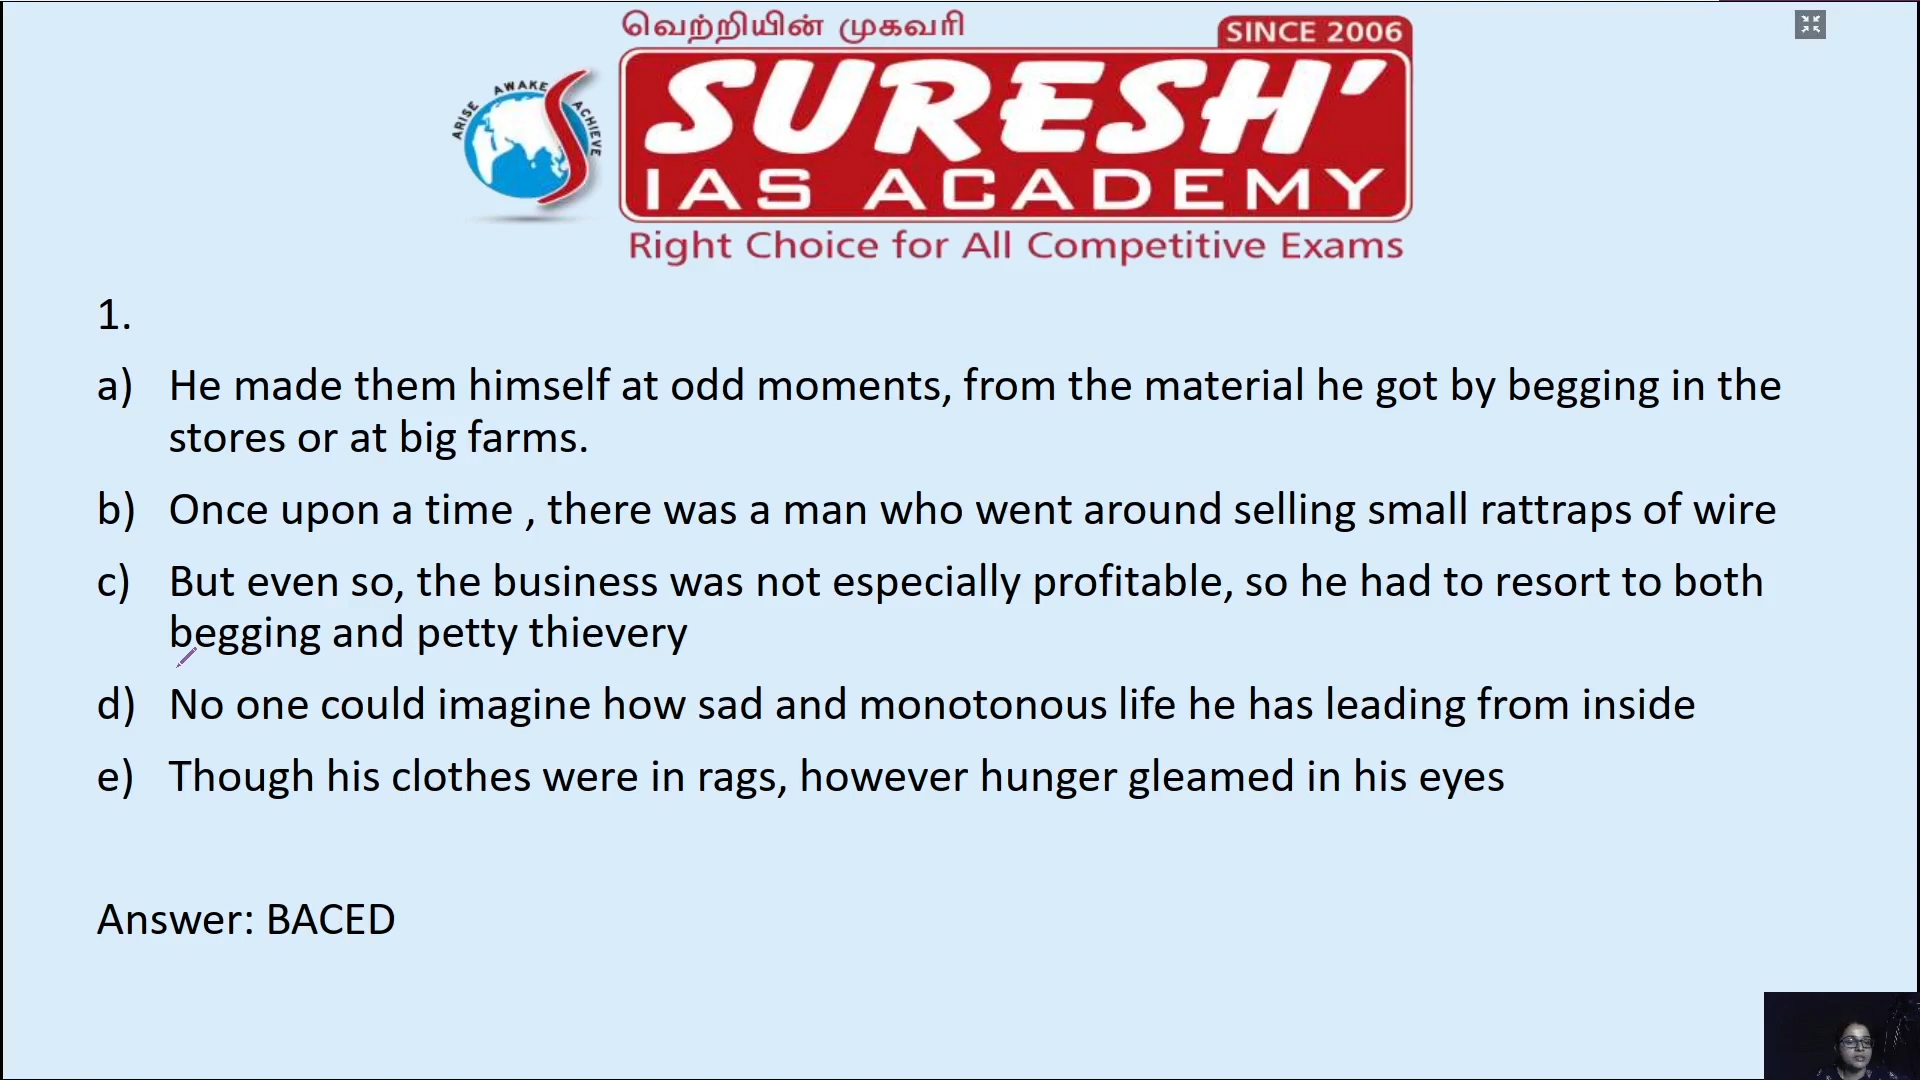 வெற்றியின் முகவரி
SINCE 2006
ARISE AWAKE ACHIEVE
SURESH'
IAS ACADEMY
Right Choice for All Competitive Exams
1.
a) He made them himself at odd moments, from the material he got by begging in the
stores or at big farms.
b) Once upon a time , there was a man who went around selling small rattraps of wire
c) But even so, the business was not especially profitable, so he had to resort to both
begging and petty thievery
d) No one could imagine how sad and monotonous life he has leading from inside
e) Though his clothes were in rags, however hunger gleamed in his eyes
Answer: BACED